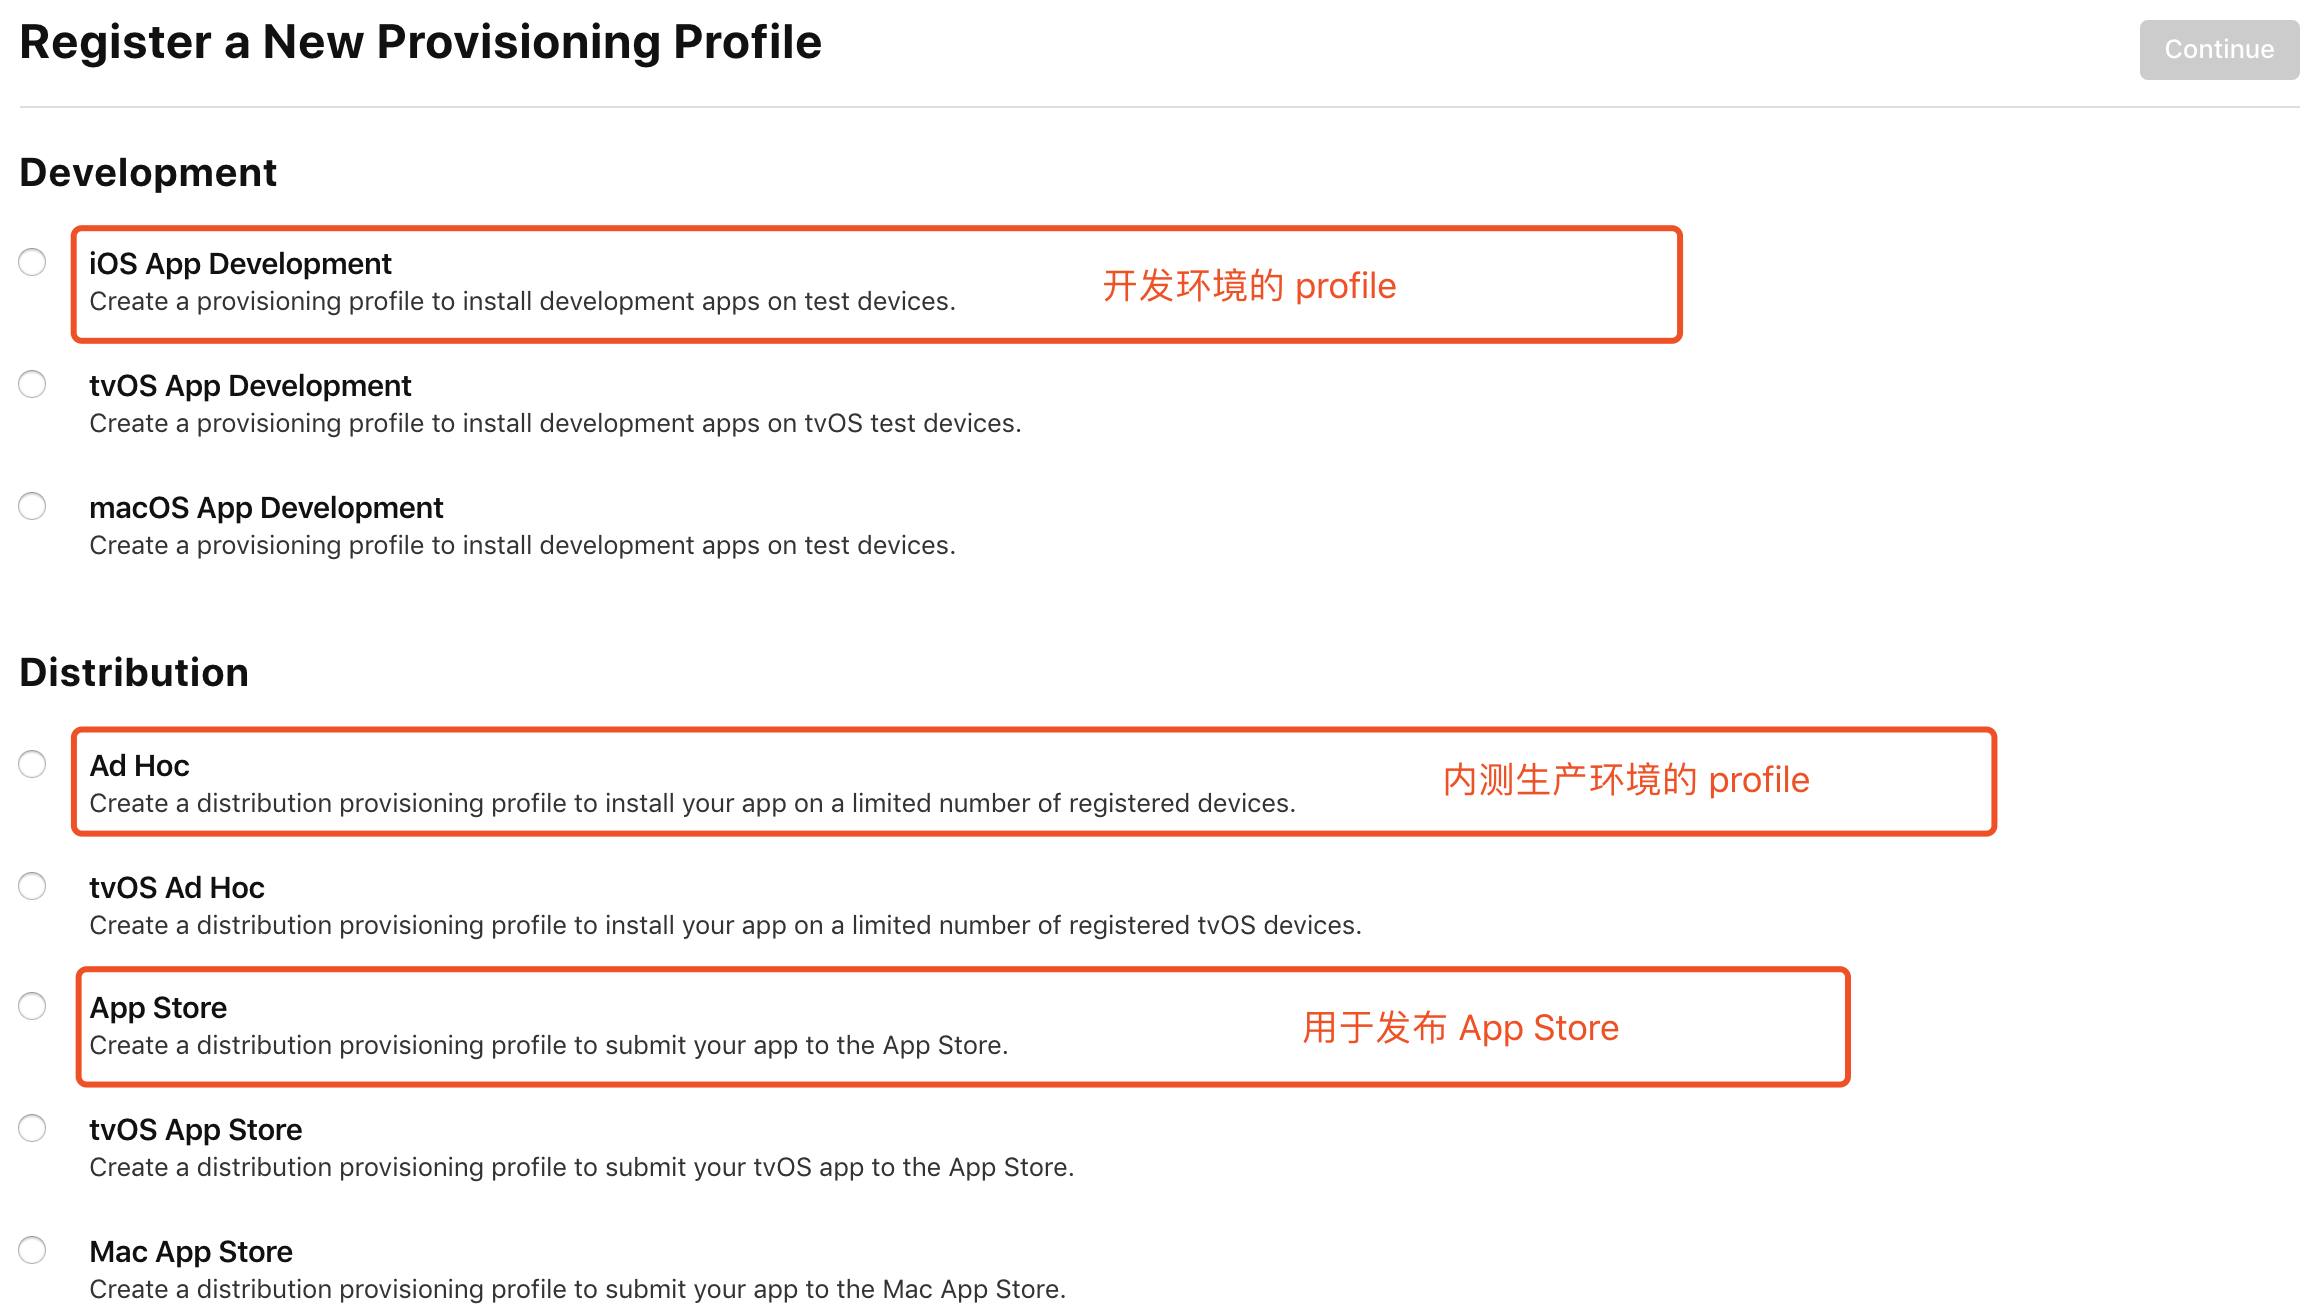 Register a New Provisioning Profile
Continue
Development
iOS App Development
Create a provisioning profile to install development apps on test devices.
开发环境的 profile
tvOS App Development
Create a provisioning profile to install development apps on tvOS test devices.
macOS App Development
Create a provisioning profile to install development apps on test devices.
Distribution
Ad Hoc
Create a distribution provisioning profile to install your app on a limited number of registered devices.
内测生产环境的 profile
tvOS Ad Hoc
Create a distribution provisioning profile to install your app on a limited number of registered tvOS devices.
App Store
Create a distribution provisioning profile to submit your app to the App Store.
用于发布 App Store
tvOS App Store
Create a distribution provisioning profile to submit your tvOS app to the App Store.
Mac App Store
Create a distribution provisioning profile to submit your app to the Mac App Store.